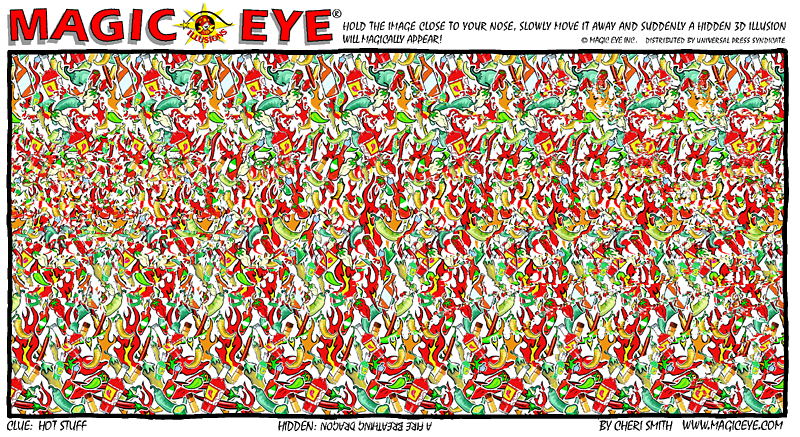 MAGIC EYE®
ILLUSIONS
HOLD THE IMAGE CLOSE TO YOUR NOSE, SLOWLY MOVE IT AWAY AND SUDDENLY A HIDDEN 3D ILLUSION
WILL MAGICALLY APPEAR!
© MAGIC EYE INC. DISTRIBUTED BY UNIVERSAL PRESS SYNDICATE
CLUE: HOT STUFF
HIDDEN: A FIRE BREATHING DRAGON
BY CHERI SMITH
WWW.MAGICEYE.COM